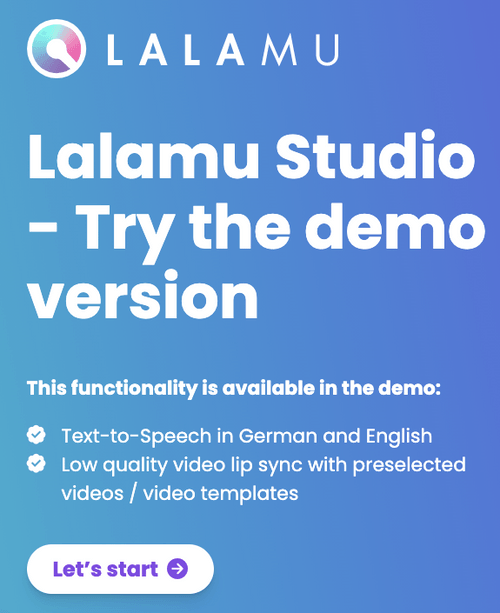 LALAMU
Lalamu Studio
- Try the demo
version
This functionality is available in the demo:
Text-to-Speech in German and English
Low quality video lip sync with preselected
videos / video templates
Let’s start